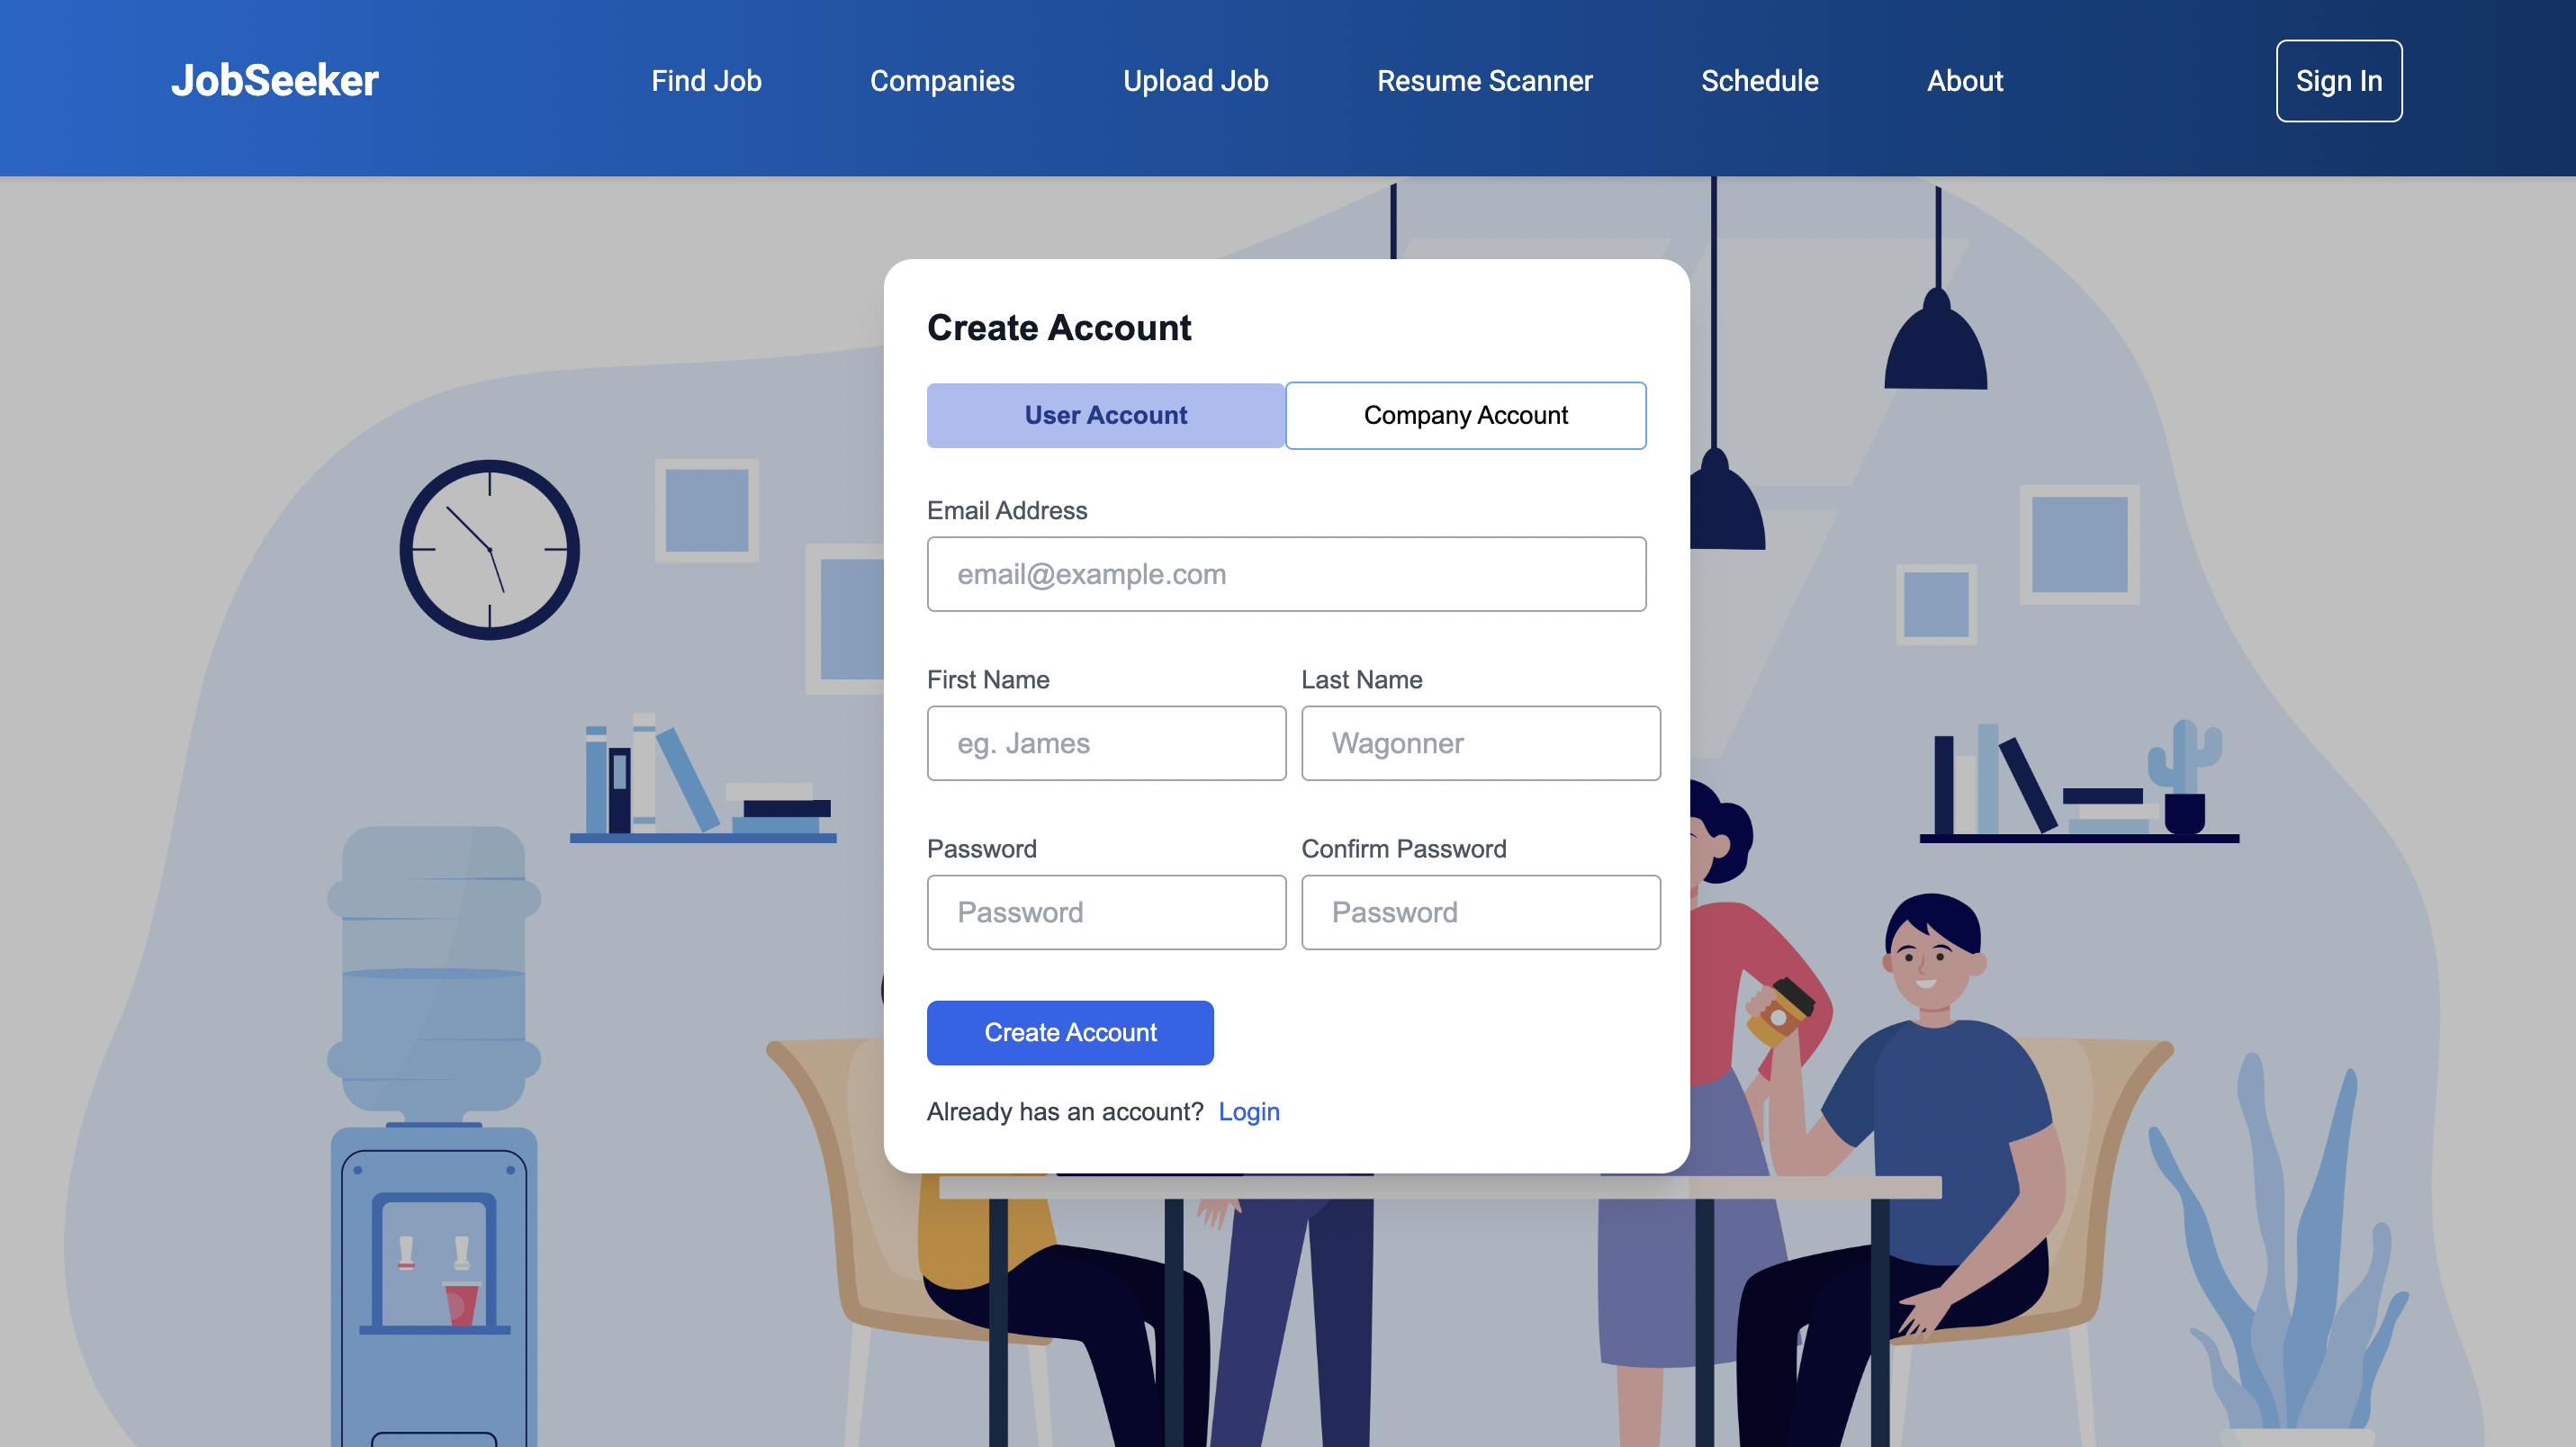 JobSeeker Find Job Companies Upload Job Resume Scanner Schedule About Sign In
Create Account
User Account Company Account
Email Address
email@example.com
First Name Last Name
eg. James Wagonner
Password Confirm Password
Password Password
Create Account
Already has an account? Login